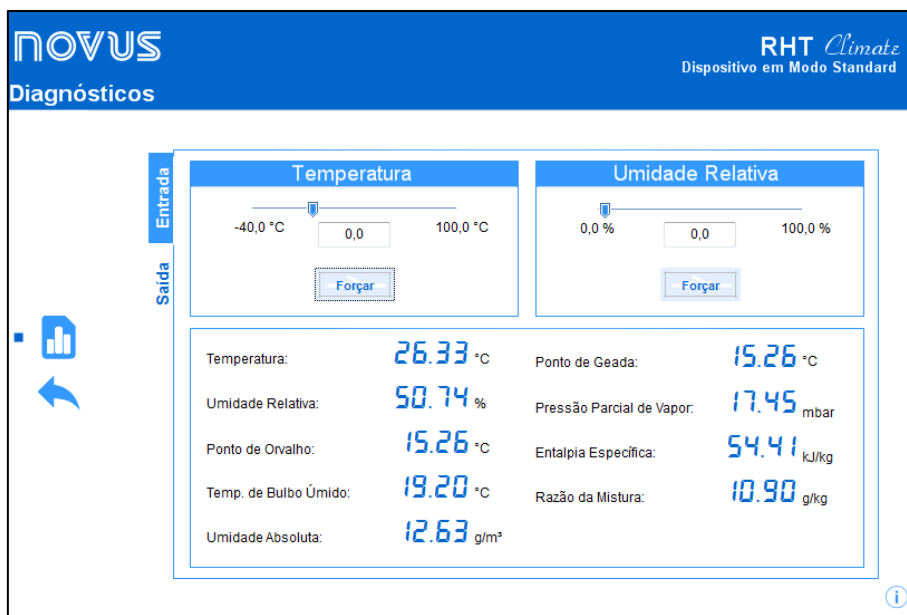 NOVUS
RHT Climate
Dispositivo em Modo Standard
Diagnósticos
Entrada
Saída
Temperatura
-40,0 °C
0,0
100,0 °C
Forçar
Umidade Relativa
0,0 %
0,0
100,0 %
Forçar
Temperatura: 26.33 °C
Umidade Relativa: 50.74 %
Ponto de Orvalho: 15.26 °C
Temp. de Bulbo Úmido: 19.20 °C
Umidade Absoluta: 12.63 g/m³
Ponto de Geada: 15.26 °C
Pressão Parcial de Vapor: 17.45 mbar
Entalpia Específica: 54.41 kJ/kg
Razão da Mistura: 10.90 g/kg
i